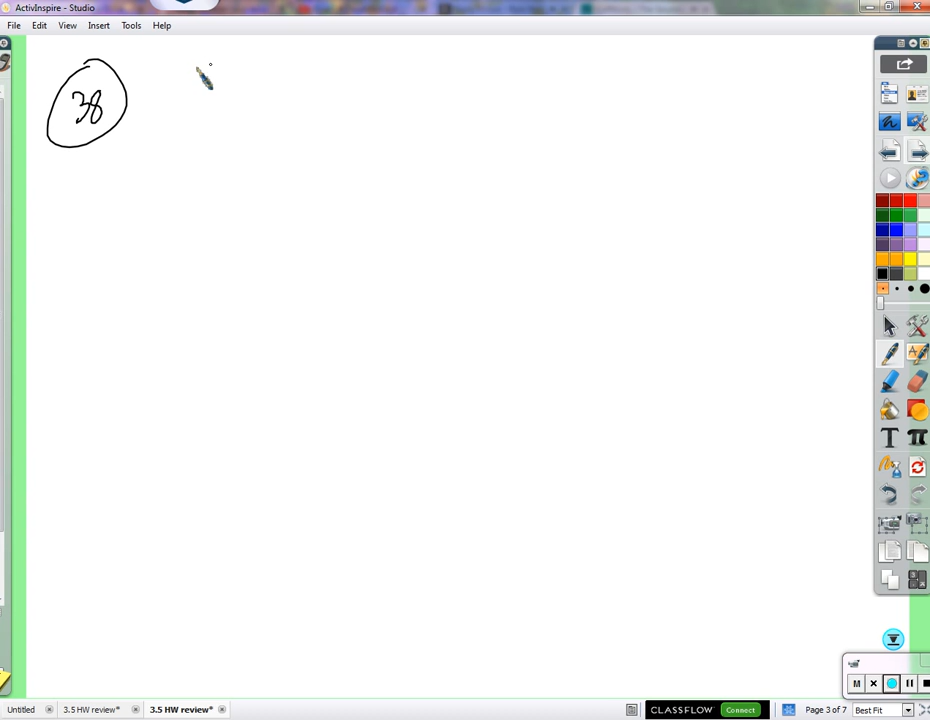 ActivInspire - Studio
File Edit View Insert Tools Help
38
Untitled
3.5 HW review*
3.5 HW review*
CLASSFLOW Connect
Page 3 of 7
Best Fit